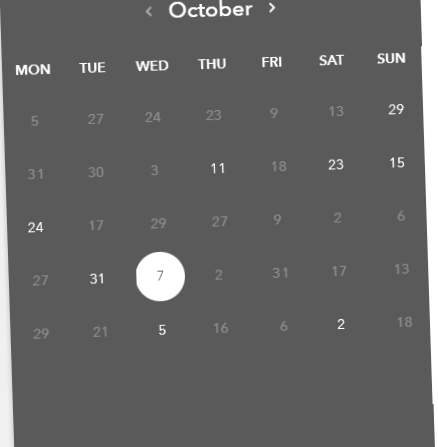 ‹ October ›
MON TUE WED THU FRI SAT SUN
5 27 24 23 9 13 29
31 30 3 11 18 23 15
24 17 29 27 9 2 6
27 31 7 2 31 17 13
29 21 5 16 6 2 18